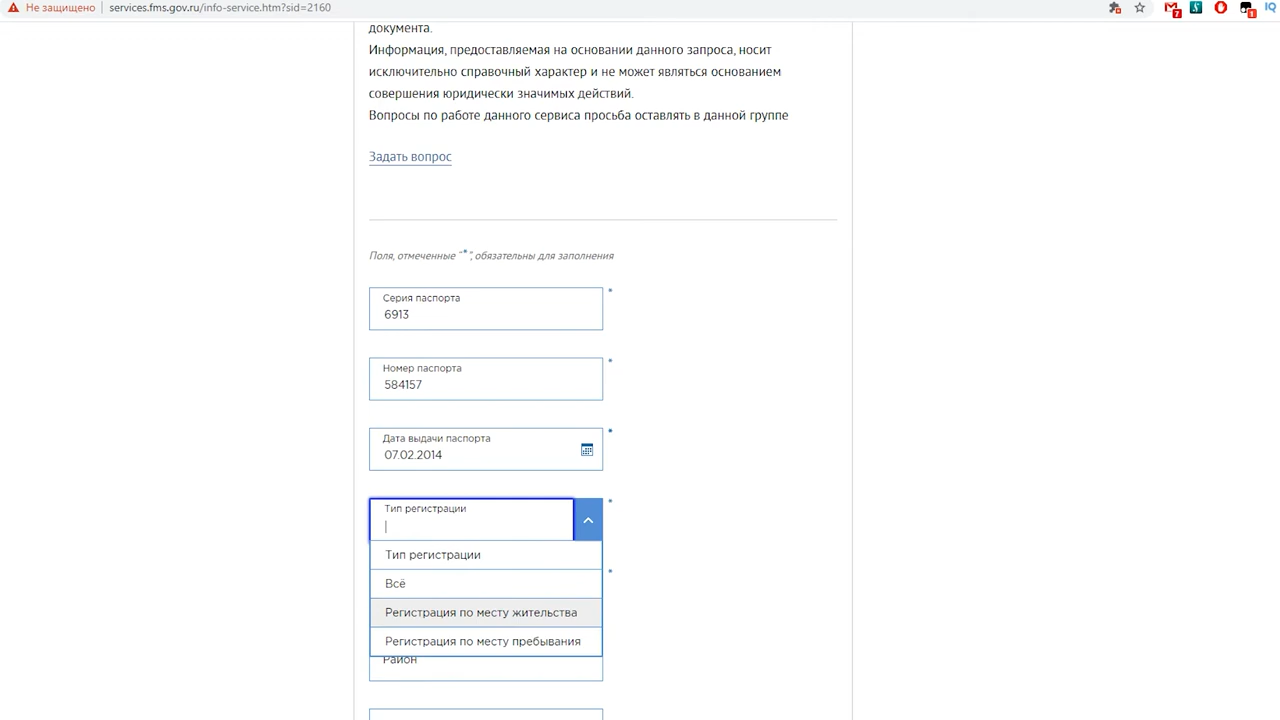 Не защищено services.fms.gov.ru/info-service.htm?sid=2160
7
1
IQ
документа.
Информация, предоставляемая на основании данного запроса, носит
исключительно справочный характер и не может являться основанием
совершения юридически значимых действий.
Вопросы по работе данного сервиса просьба оставлять в данной группе
Задать вопрос
Поля, отмеченные "*", обязательны для заполнения
Серия паспорта
6913
*
Номер паспорта
584157
*
Дата выдачи паспорта
07.02.2014
*
Тип регистрации
*
Тип регистрации
Всё
*
Регистрация по месту жительства
Регистрация по месту пребывания
Район